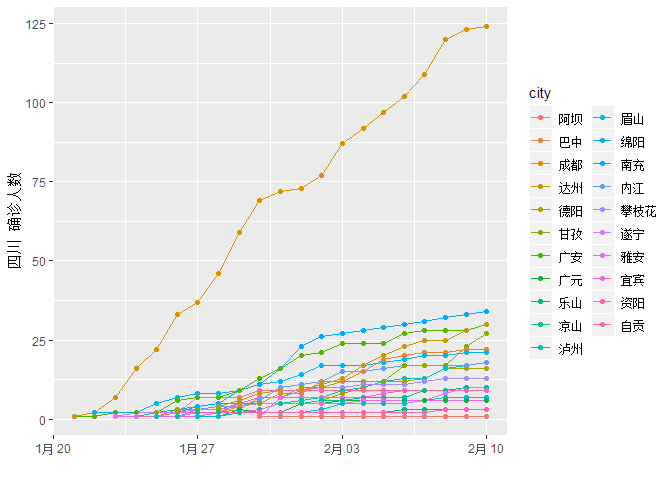 四川 确诊人数
125
100
75
50
25
0
1月 20
1月 27
2月 03
2月 10
city
阿坝
巴中
成都
达州
德阳
甘孜
广安
广元
乐山
凉山
泸州
眉山
绵阳
南充
内江
攀枝花
遂宁
雅安
宜宾
资阳
自贡